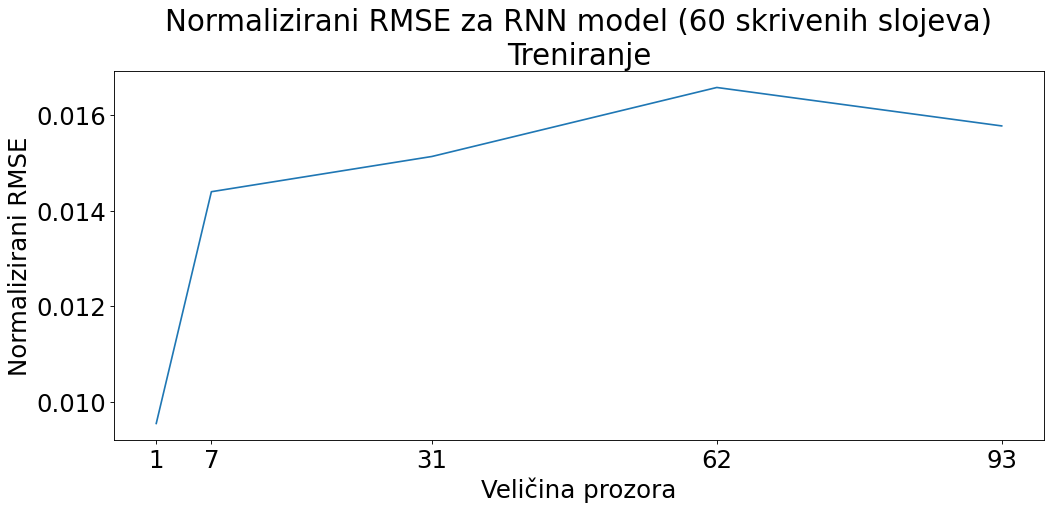 Normalizirani RMSE za RNN model (60 skrivenih slojeva)
Treniranje
Normalizirani RMSE
0.016
0.014
0.012
0.010
1 7 31 62 93
Veličina prozora